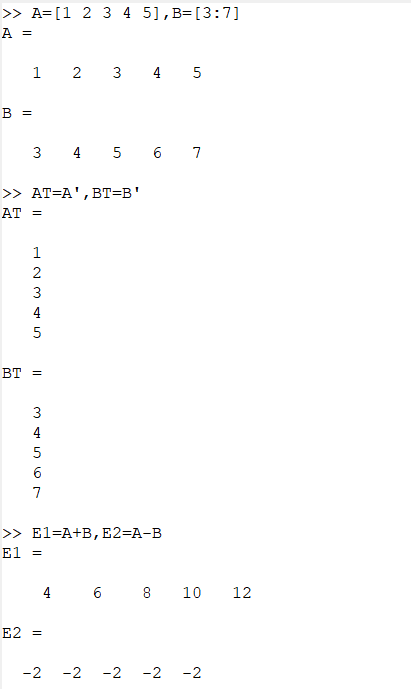 >> A=[1 2 3 4 5],B=[3:7]
A =
1 2 3 4 5
B =
3 4 5 6 7
>> AT=A',BT=B'
AT =
1
2
3
4
5
BT =
3
4
5
6
7
>> E1=A+B,E2=A-B
E1 =
4 6 8 10 12
E2 =
-2 -2 -2 -2 -2